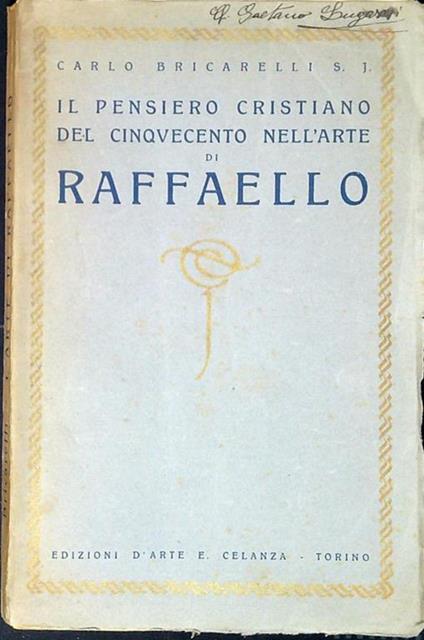 Gaetano
CARLO BRICARELLI S. J.
IL PENSIERO CRISTIANO
DEL CINQVECENTO NELL'ARTE
DI
RAFFAELLO
EDIZIONI D'ARTE E. CELANZA - TORINO